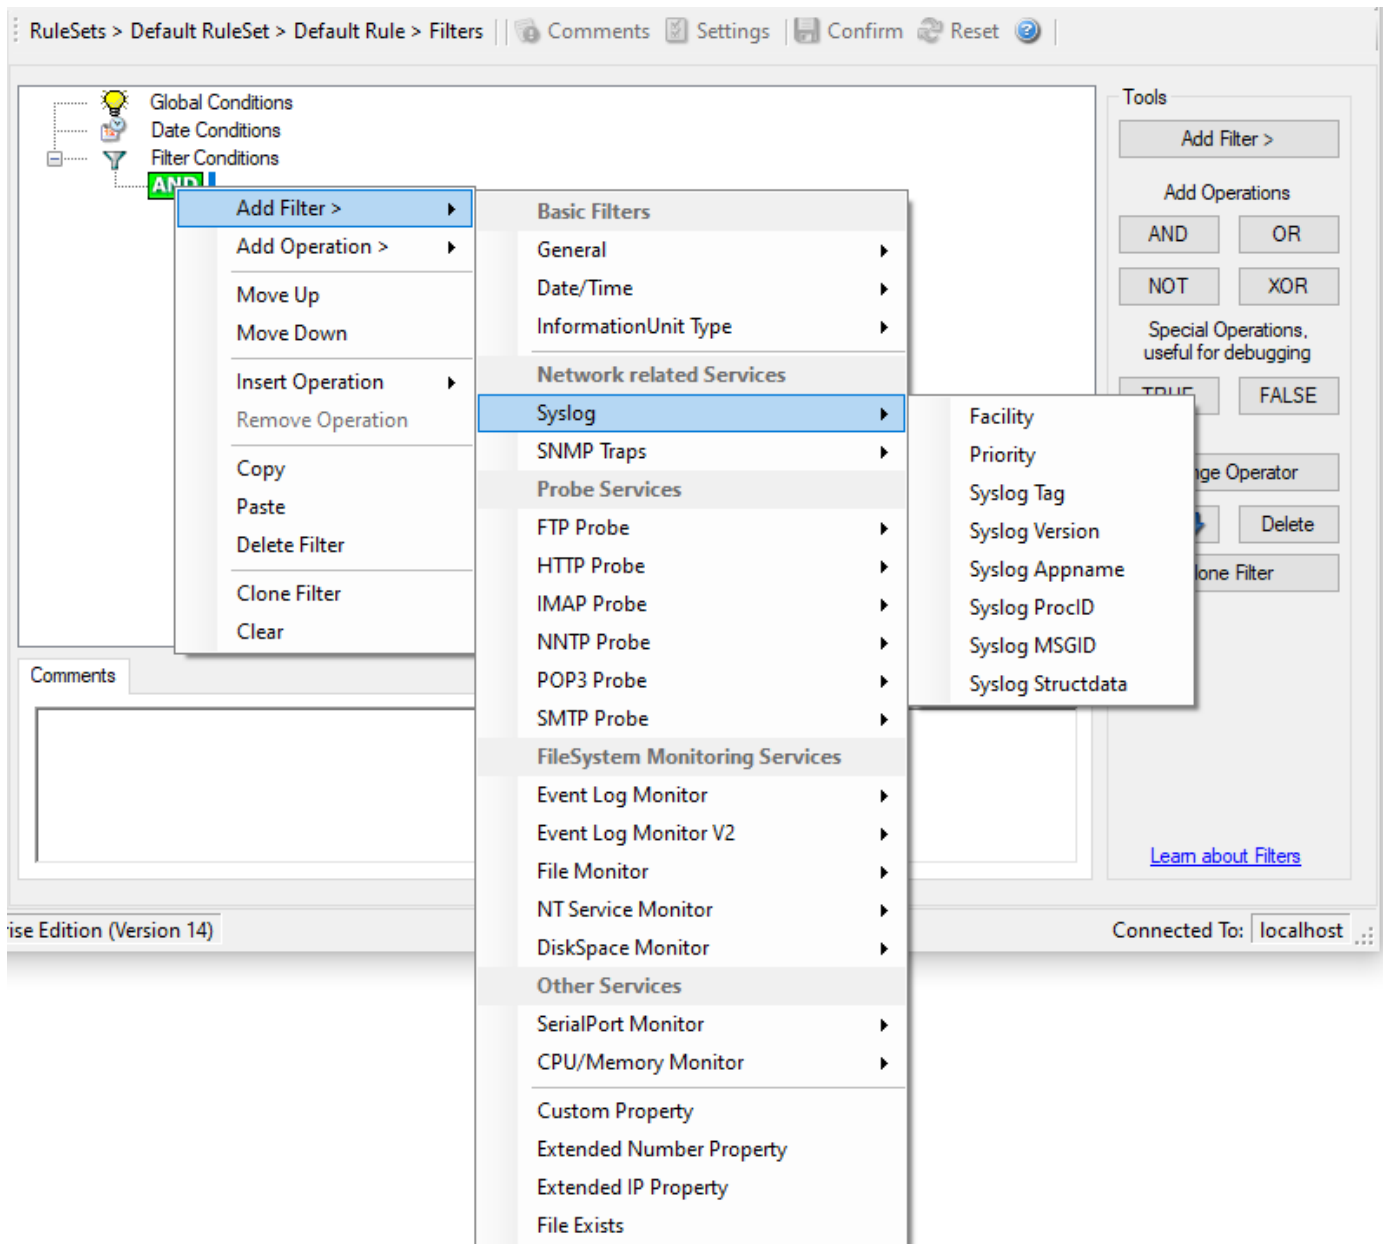 RuleSets > Default RuleSet > Default Rule > Filters Comments Settings Confirm Reset
Global Conditions
Date Conditions
Filter Conditions
AND
Add Filter >
Add Operation >
Move Up
Move Down
Insert Operation
Remove Operation
Copy
Paste
Delete Filter
Clone Filter
Clear
Basic Filters
General
Date/Time
InformationUnit Type
Network related Services
Syslog
SNMP Traps
Probe Services
FTP Probe
HTTP Probe
IMAP Probe
NNTP Probe
POP3 Probe
SMTP Probe
FileSystem Monitoring Services
Event Log Monitor
Event Log Monitor V2
File Monitor
NT Service Monitor
DiskSpace Monitor
Other Services
SerialPort Monitor
CPU/Memory Monitor
Custom Property
Extended Number Property
Extended IP Property
File Exists
Facility
Priority
Syslog Tag
Syslog Version
Syslog Appname
Syslog ProcID
Syslog MSGID
Syslog Structdata
Tools
Add Filter >
Add Operations
AND OR
NOT XOR
Special Operations,
useful for debugging
TRUE FALSE
nge Operator
Delete
lone Filter
Learn about Filters
Comments
rise Edition (Version 14)
Connected To: localhost